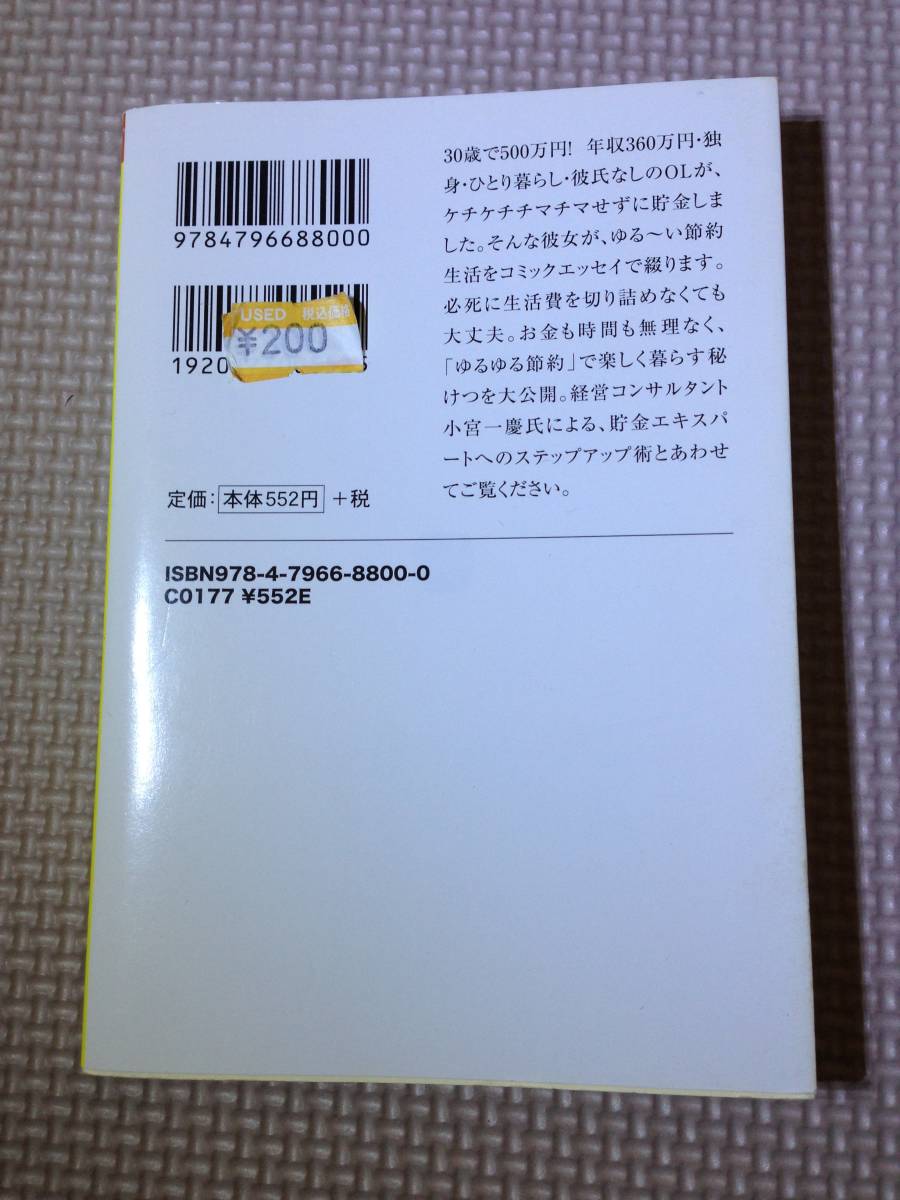 9784796688000
USED 税込価格
¥200
1920
定価：本体552円 +税
ISBN978-4-7966-8800-0
C0177 ¥552E
30歳で500万円! 年収360万円・独
身・ひとり暮らし・彼氏なしのOLが、
ケチケチチマチマせずに貯金しま
した。そんな彼女が、ゆる〜い節約
生活をコミックエッセイで綴ります。
必死に生活費を切り詰めなくても
大丈夫。お金も時間も無理なく、
「ゆるゆる節約」で楽しく暮らす秘
けつを大公開。経営コンサルタント
小宮一慶氏による、貯金エキスパ
ートへのステップアップ術とあわせ
てご覧ください。